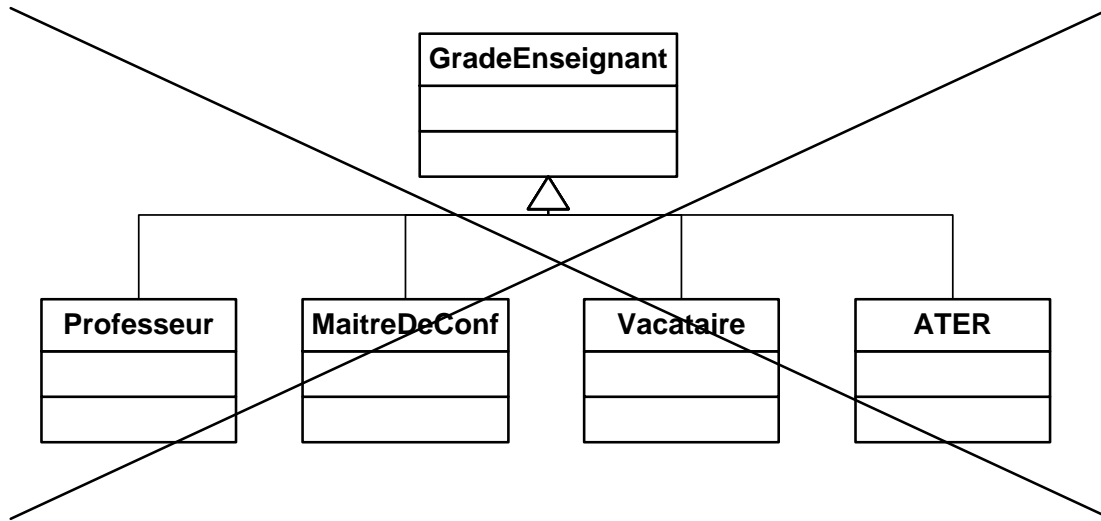 GradeEnseignant
Professeur
MaitreDeConf
Vacataire
ATER